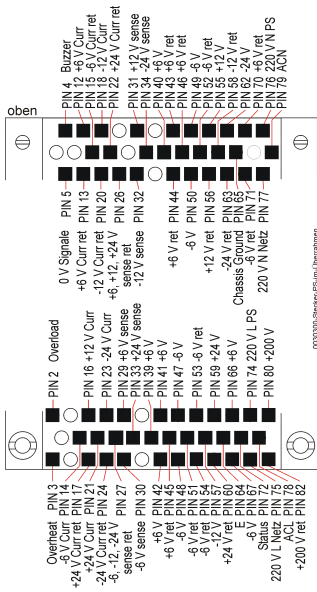 PIN 4 Buzzer
PIN 12 +6 V Curr
PIN 15 -6 V Curr ret
PIN 18 -12 V Curr
PIN 22 +24 V Curr ret
PIN 31 +12 V sense
PIN 34 -24 V sense
PIN 40 +6 V
PIN 43 +6 V ret
PIN 46 +6 V ret
PIN 49 -6 V
PIN 52 -6 V ret
PIN 55 +12 V
PIN 58 -12 V ret
PIN 62 -24 V
PIN 70 +6 V ret
PIN 76 220 V N PS
PIN 79 ACN
oben
PIN 5 0 V Signale
PIN 13 +6 V Curr ret
PIN 20 -12 V Curr ret
PIN 26 +6, +12, +24 V sense ret
PIN 32 -12 V sense
PIN 44 +6 V ret
PIN 50 -6 V
PIN 56 +12 V ret
PIN 63 -24 V ret
PIN 65 Chassis Ground
PIN 71 -6 V ret
PIN 77 220 V N Netz
PIN 2 Overload
PIN 16 +12 V Curr
PIN 23 -24 V Curr
PIN 29 +6 V sense
PIN 33 +24 V sense
PIN 39 +6 V
PIN 41 +6 V
PIN 47 -6 V
PIN 53 -6 V ret
PIN 59 +24 V
PIN 66 +6 V
PIN 74 220 V L PS
PIN 80 +200 V
PIN 3 Overheat
PIN 14 -6 V Curr
PIN 17 +24 V Curr ret
PIN 21 +24 V Curr
PIN 24 -24 V Curr ret
PIN 27 -6, -12, -24 V sense ret
PIN 30 -6 V sense
PIN 42 +6 V
PIN 45 +6 V ret
PIN 48 -6 V
PIN 51 -6 V ret
PIN 54 -6 V ret
PIN 57 -12 V
PIN 60 +24 V ret
PIN 64 E
PIN 67 -6 V
PIN 72 Status
PIN 75 220 V L Netz
PIN 78 ACL
PIN 82 +200 V ret